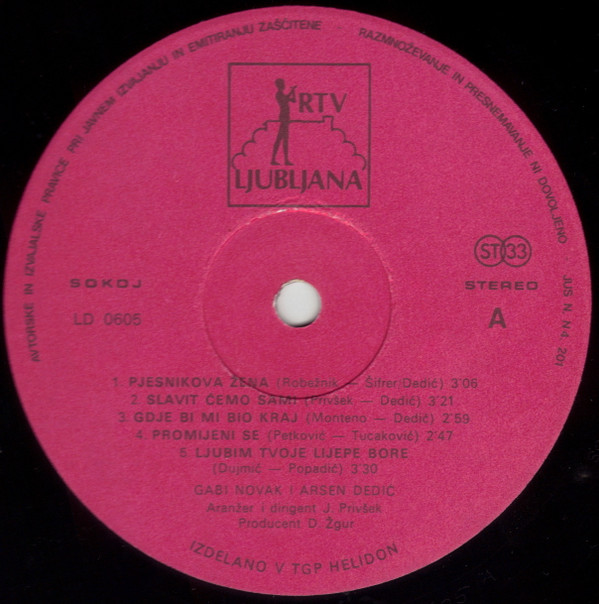 AVTORSKE IN IZVAJALSKE PRAVICE PRI JAVNEM IZVAJANJU IN EMITIRANJU ZAŠČITENE
RAZMNOŽEVANJE IN PRESNEMAVANJE NI DOVOLJENO
JUS N N4. 201
RTV
LJUBLJANA
ST 33
SOKOJ
STEREO
LD 0605
A
1. PJESNIKOVA ŽENA (Robežnik — Šifrer Dedić) 3'06
2. SLAVIT ĆEMO SAMI (Privšek — Dedić) 3'21
3. GDJE BI MI BIO KRAJ (Monteno — Dedić) 2'59
4. PROMIJENI SE (Petković — Tucaković) 2'47
5. LJUBIM TVOJE LIJEPE BORE
(Dujmić — Popadić) 3'30
GABI NOVAK I ARSEN DEDIĆ
Aranžer i dirigent J. Privšek
Producent D. Žgur
IZDELANO V TGP HELIDON